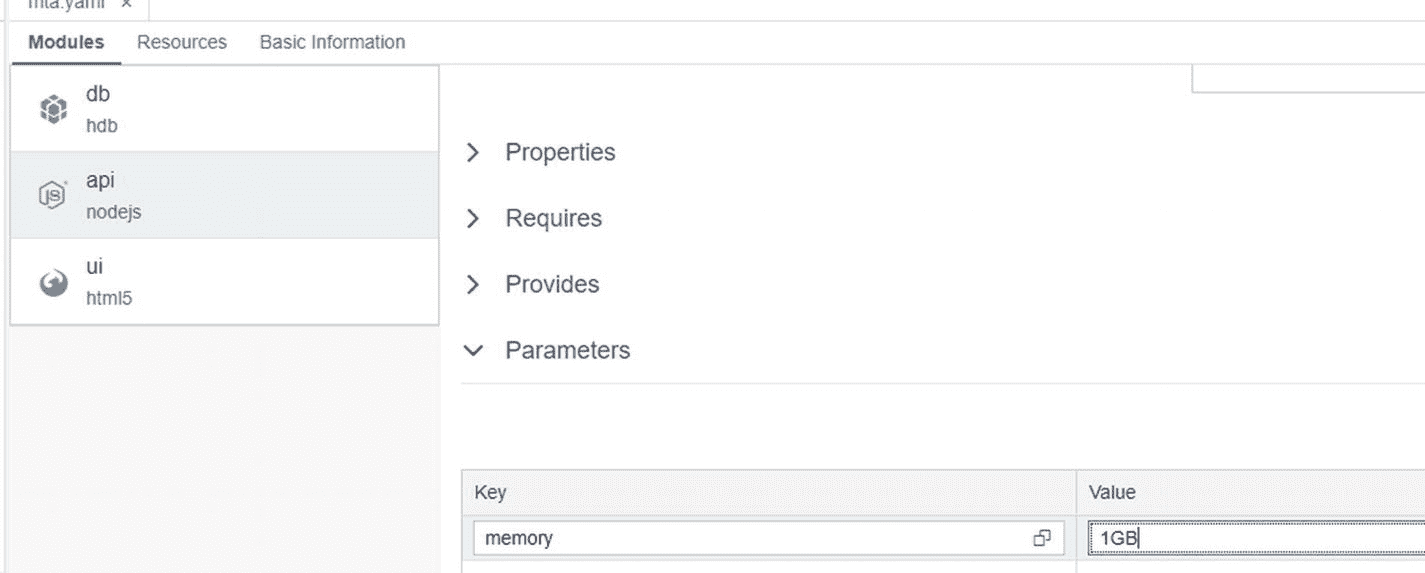 mta.yaml ×
Modules Resources Basic Information
db
hdb
api
JS
nodejs
ui
html5
Properties
Requires
Provides
Parameters
Key Value
memory 1GB